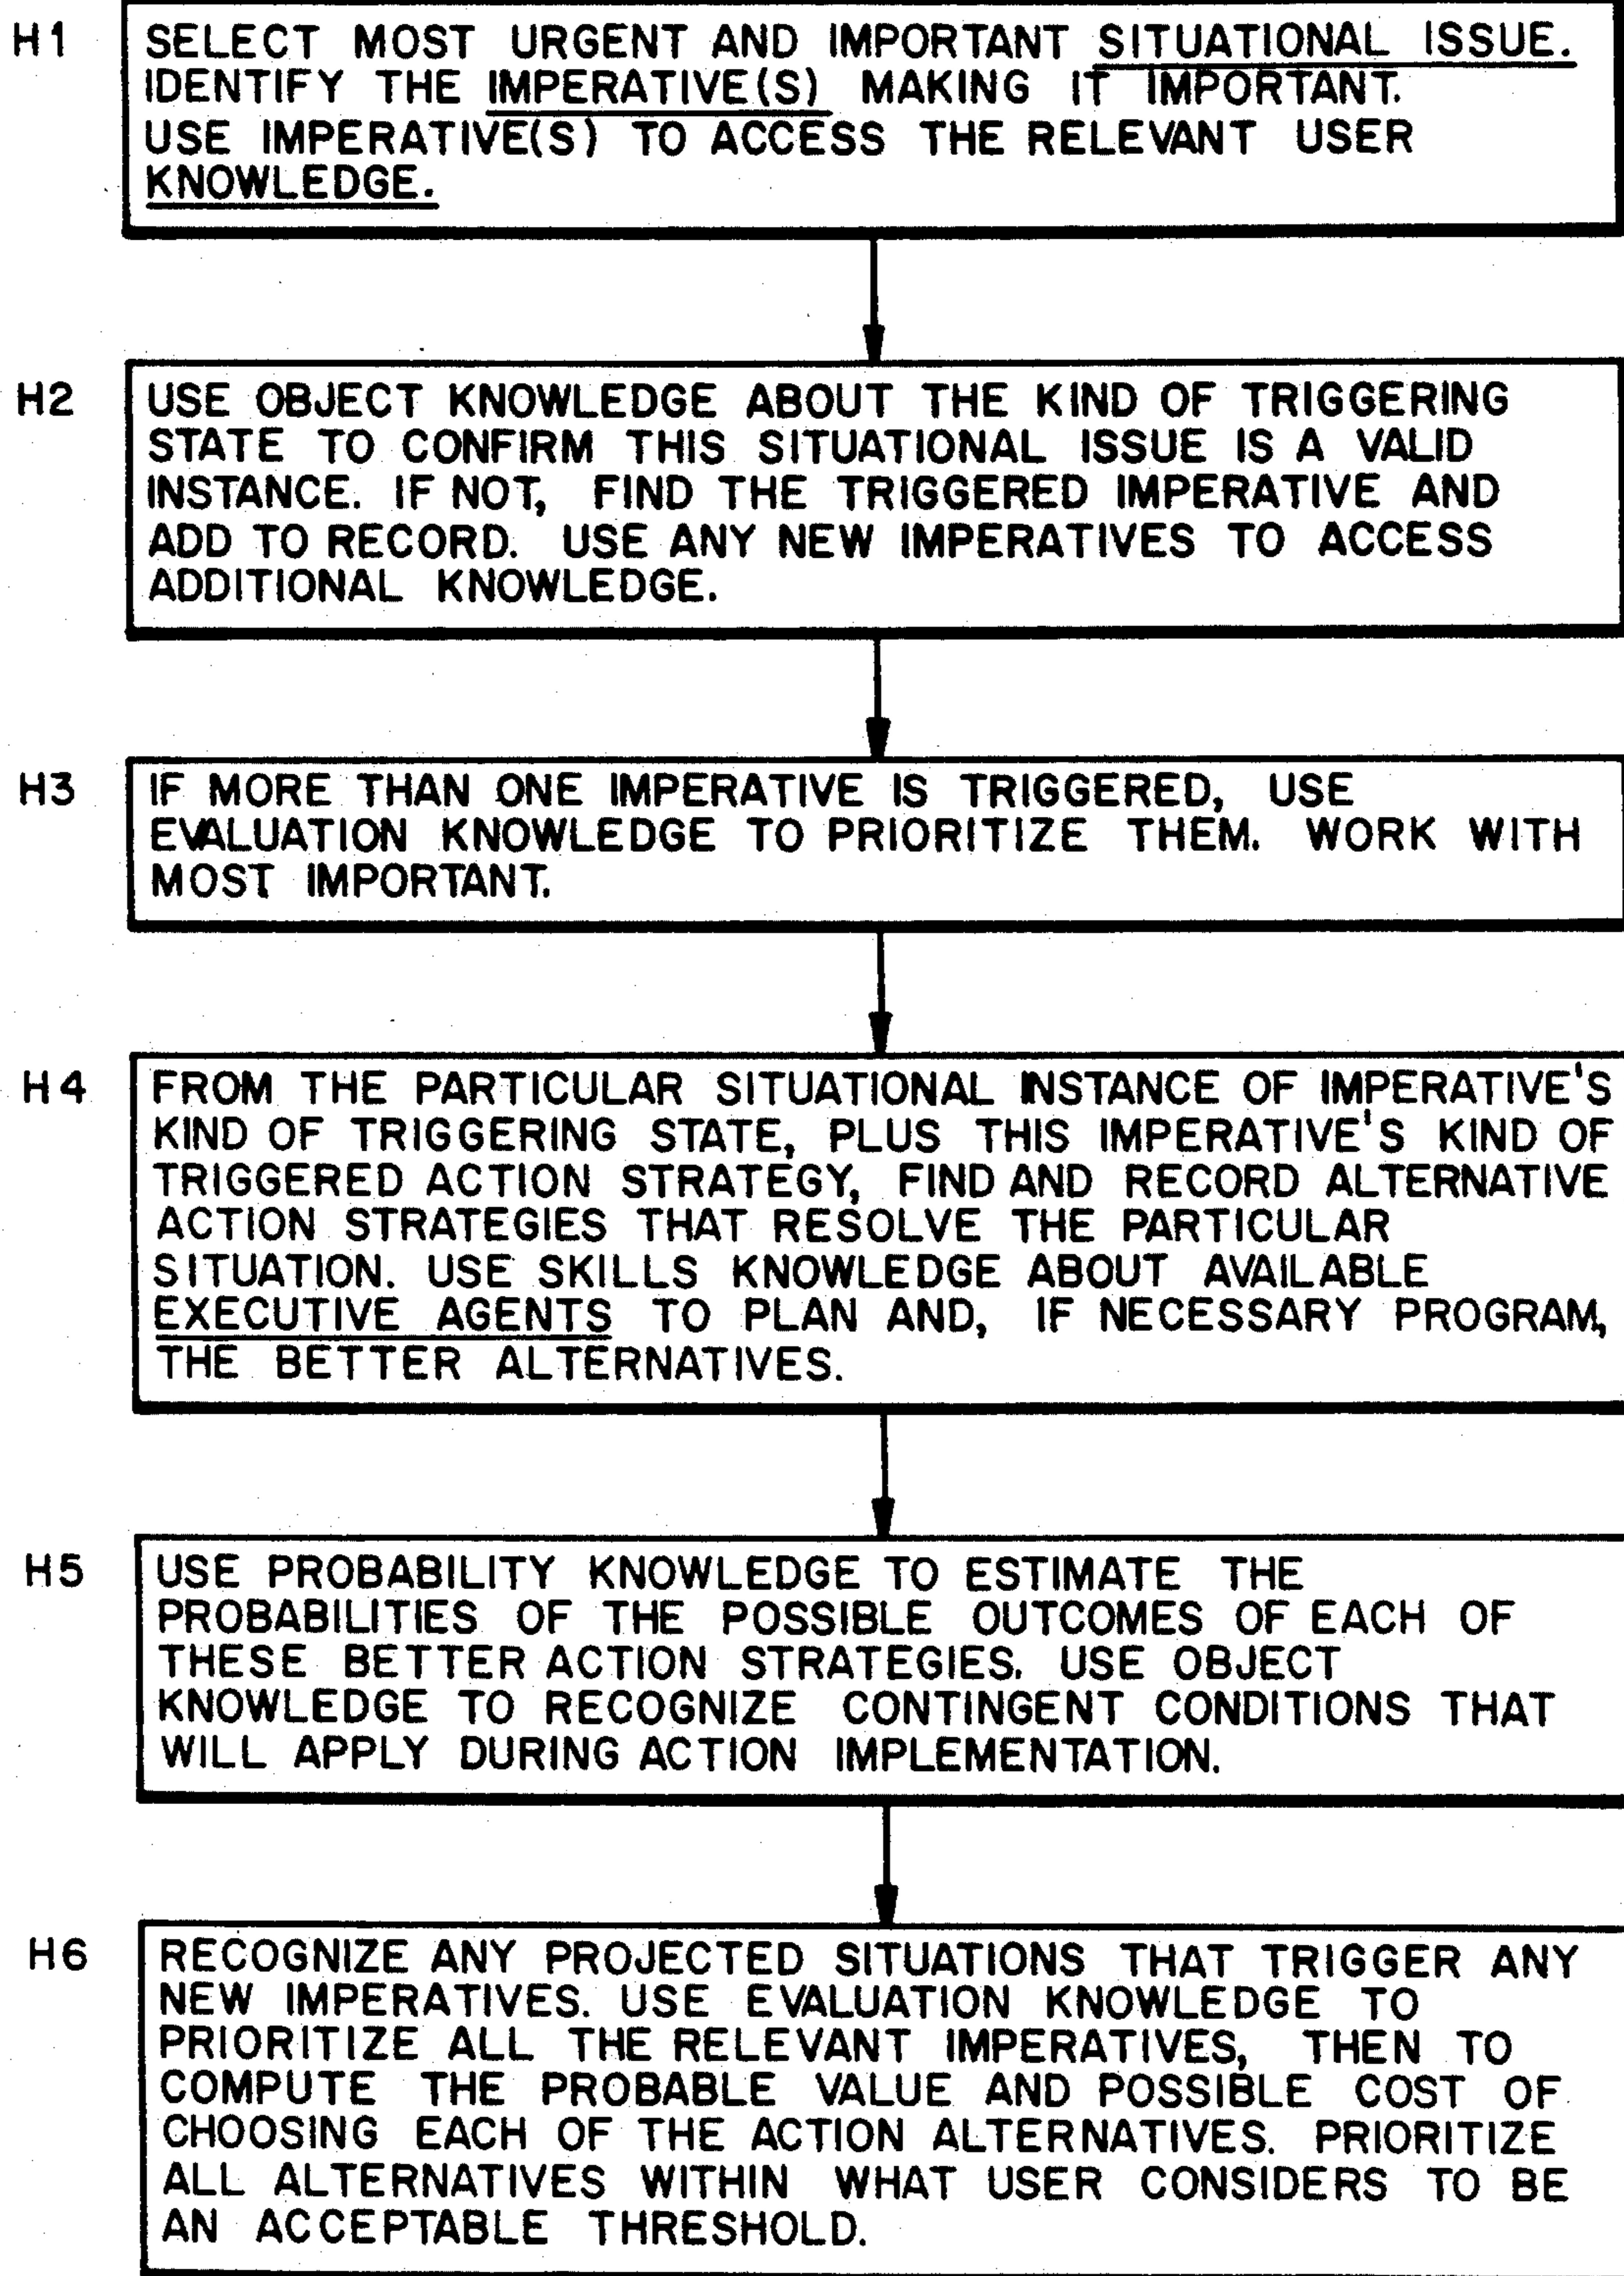 H1
SELECT MOST URGENT AND IMPORTANT SITUATIONAL ISSUE.
IDENTIFY THE IMPERATIVE(S) MAKING IT IMPORTANT.
USE IMPERATIVE(S) TO ACCESS THE RELEVANT USER
KNOWLEDGE.
H2
USE OBJECT KNOWLEDGE ABOUT THE KIND OF TRIGGERING
STATE TO CONFIRM THIS SITUATIONAL ISSUE IS A VALID
INSTANCE. IF NOT, FIND THE TRIGGERED IMPERATIVE AND
ADD TO RECORD. USE ANY NEW IMPERATIVES TO ACCESS
ADDITIONAL KNOWLEDGE.
H3
IF MORE THAN ONE IMPERATIVE IS TRIGGERED, USE
EVALUATION KNOWLEDGE TO PRIORITIZE THEM. WORK WITH
MOST IMPORTANT.
H4
FROM THE PARTICULAR SITUATIONAL INSTANCE OF IMPERATIVE'S
KIND OF TRIGGERING STATE, PLUS THIS IMPERATIVE'S KIND OF
TRIGGERED ACTION STRATEGY, FIND AND RECORD ALTERNATIVE
ACTION STRATEGIES THAT RESOLVE THE PARTICULAR
SITUATION. USE SKILLS KNOWLEDGE ABOUT AVAILABLE
EXECUTIVE AGENTS TO PLAN AND, IF NECESSARY PROGRAM,
THE BETTER ALTERNATIVES.
H5
USE PROBABILITY KNOWLEDGE TO ESTIMATE THE
PROBABILITIES OF THE POSSIBLE OUTCOMES OF EACH OF
THESE BETTER ACTION STRATEGIES. USE OBJECT
KNOWLEDGE TO RECOGNIZE CONTINGENT CONDITIONS THAT
WILL APPLY DURING ACTION IMPLEMENTATION.
H6
RECOGNIZE ANY PROJECTED SITUATIONS THAT TRIGGER ANY
NEW IMPERATIVES. USE EVALUATION KNOWLEDGE TO
PRIORITIZE ALL THE RELEVANT IMPERATIVES, THEN TO
COMPUTE THE PROBABLE VALUE AND POSSIBLE COST OF
CHOOSING EACH OF THE ACTION ALTERNATIVES. PRIORITIZE
ALL ALTERNATIVES WITHIN WHAT USER CONSIDERS TO BE
AN ACCEPTABLE THRESHOLD.